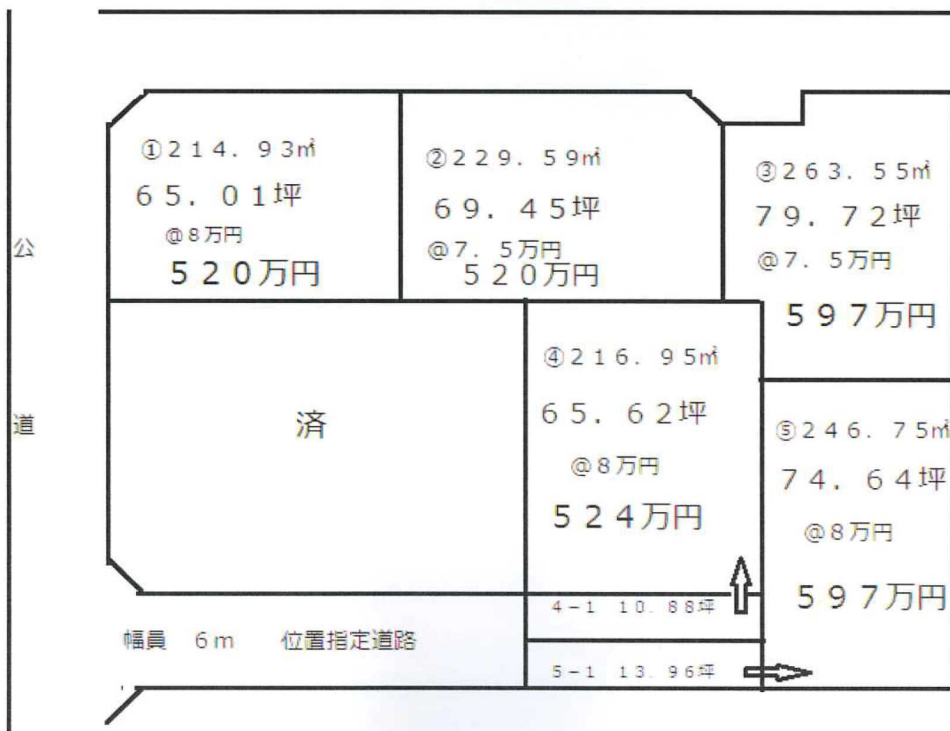 公
道
①214.93㎡
65.01坪
@8万円
520万円
②229.59㎡
69.45坪
@7.5万円
520万円
③263.55㎡
79.72坪
@7.5万円
597万円
済
④216.95㎡
65.62坪
@8万円
524万円
⑤246.75㎡
74.64坪
@8万円
597万円
4-1 10.88坪
幅員 6m 位置指定道路
5-1 13.96坪